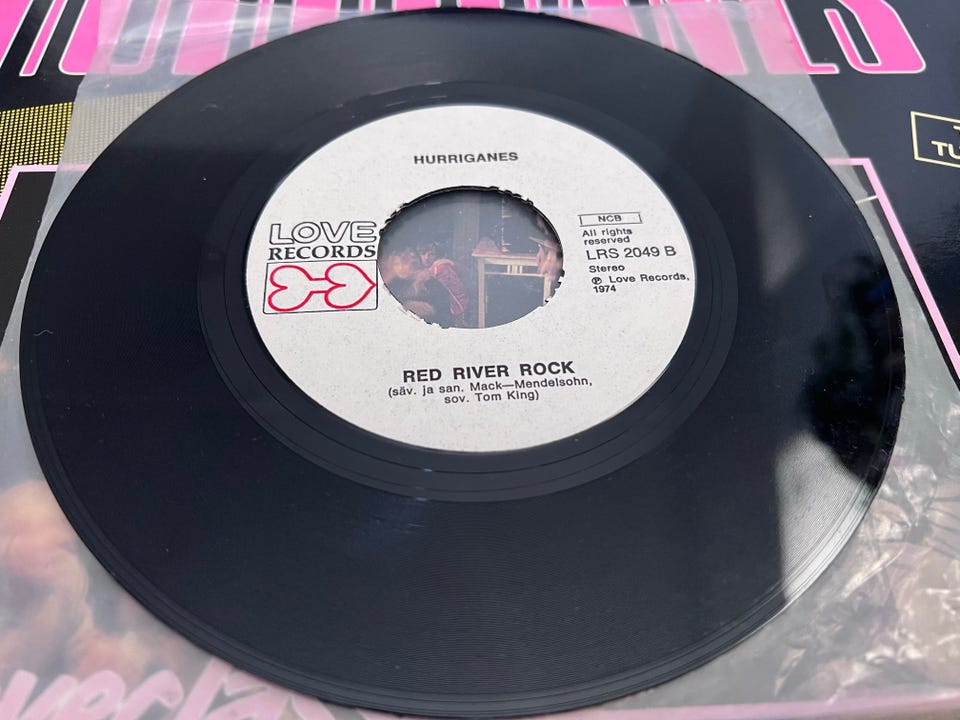 HURRIGANES
LOVE
RECORDS
NCB
All rights
reserved
LRS 2049 B
Stereo
Ⓟ Love Records,
1974
RED RIVER ROCK
(säv. ja san. Mack—Mendelsohn,
sov. Tom King)